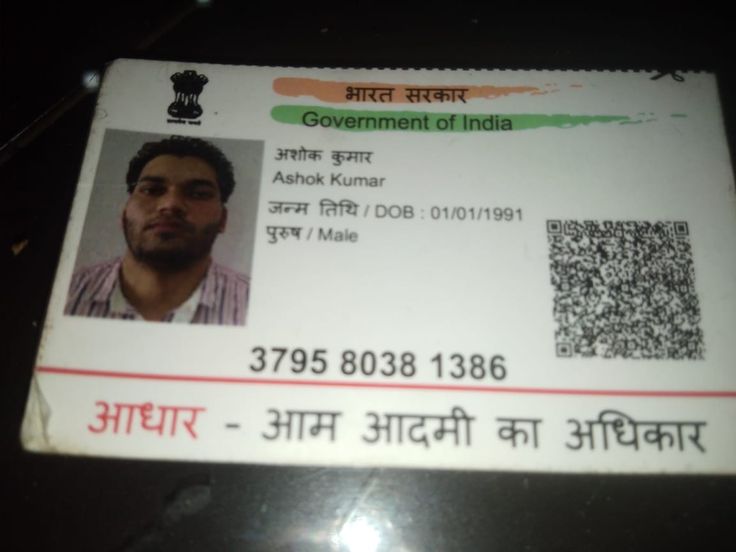 भारत सरकार
Government of India
अशोक कुमार
Ashok Kumar
जन्म तिथि / DOB : 01/01/1991
पुरुष / Male
3795 8038 1386
आधार - आम आदमी का अधिकार